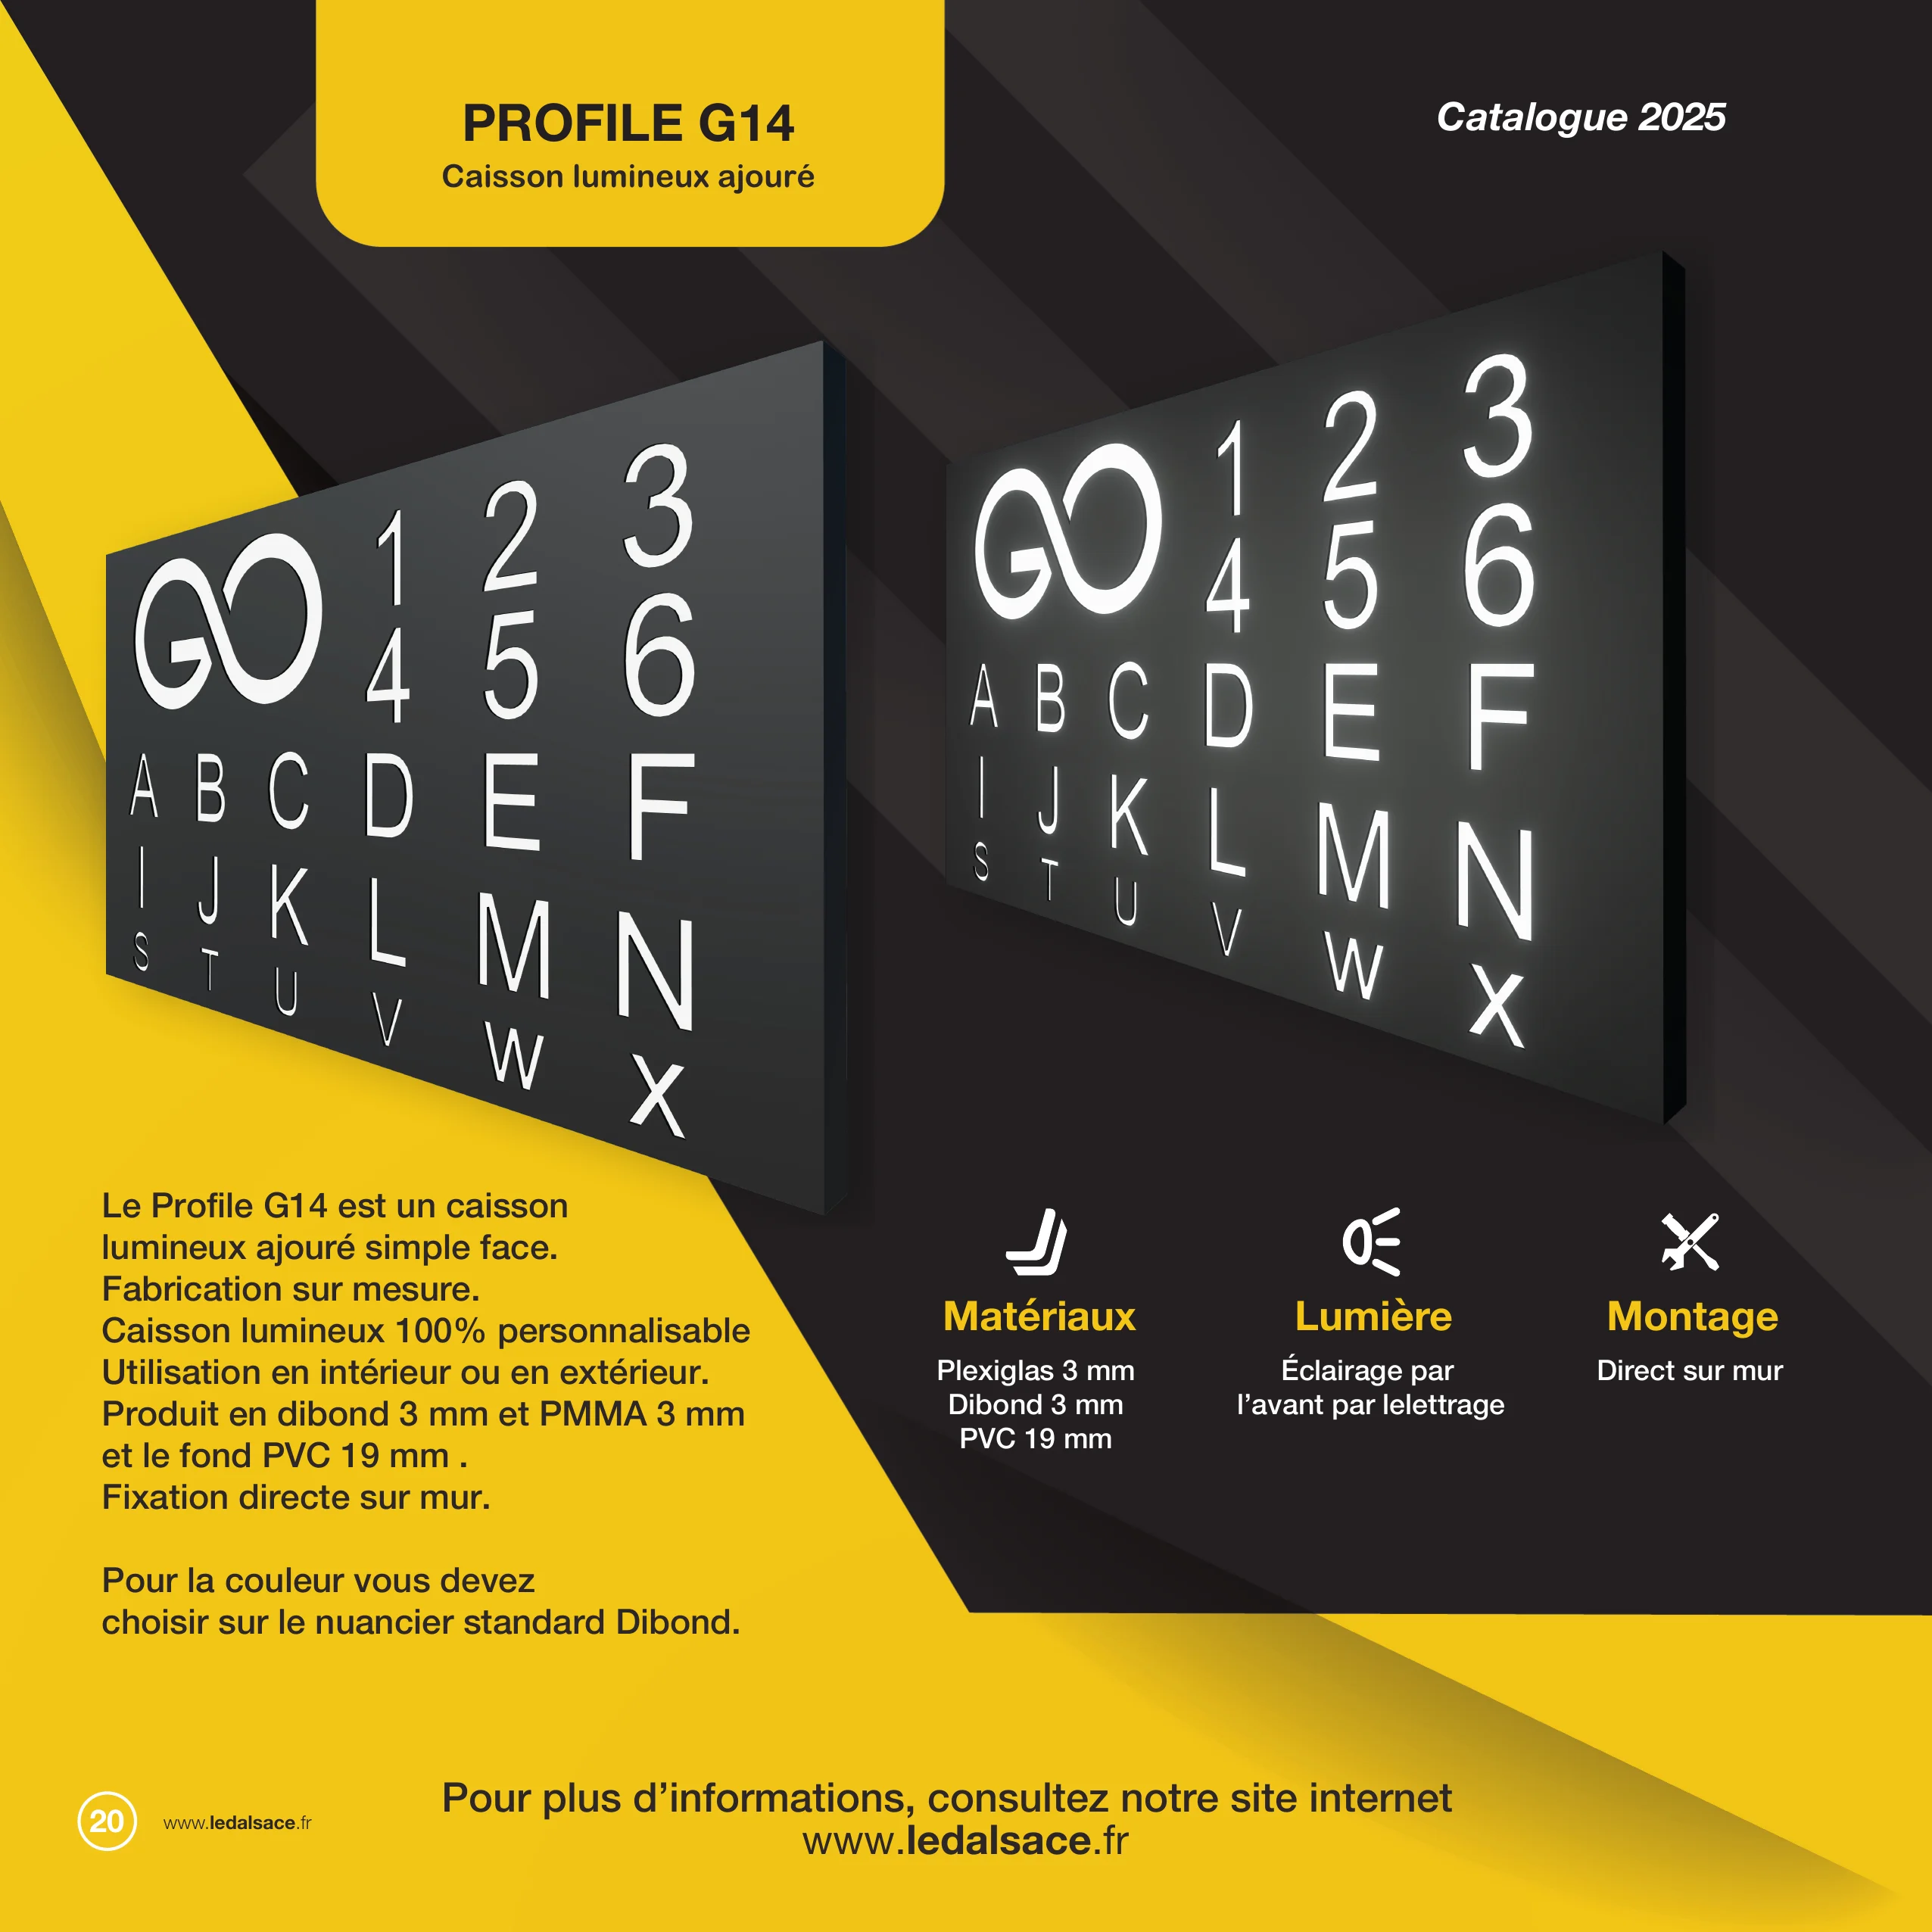 PROFILE G14
Caisson lumineux ajouré
Catalogue 2025
GO 1 2 3
4 5 6
A B C D E F
I J K L M N
S T U V W X
GO 1 2 3
4 5 6
A B C D E F
I J K L M N
S T U V W X
Le Profile G14 est un caisson
lumineux ajouré simple face.
Fabrication sur mesure.
Caisson lumineux 100% personnalisable
Utilisation en intérieur ou en extérieur.
Produit en dibond 3 mm et PMMA 3 mm
et le fond PVC 19 mm .
Fixation directe sur mur.
Pour la couleur vous devez
choisir sur le nuancier standard Dibond.
Matériaux
Plexiglas 3 mm
Dibond 3 mm
PVC 19 mm
Lumière
Éclairage par
l’avant par lelettrage
Montage
Direct sur mur
Pour plus d’informations, consultez notre site internet
www.ledalsace.fr
20
www.ledalsace.fr